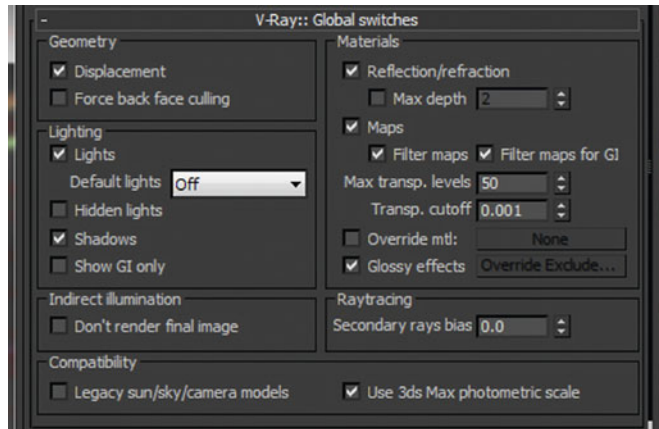 - V-Ray:: Global switches
Geometry
Displacement
Force back face culling
Lighting
Lights
Default lights Off
Hidden lights
Shadows
Show GI only
Indirect illumination
Don't render final image
Materials
Reflection/refraction
Max depth 2
Maps
Filter maps Filter maps for GI
Max transp. levels 50
Transp. cutoff 0.001
Override mtl: None
Glossy effects Override Exclude...
Raytracing
Secondary rays bias 0.0
Compatibility
Legacy sun/sky/camera models Use 3ds Max photometric scale